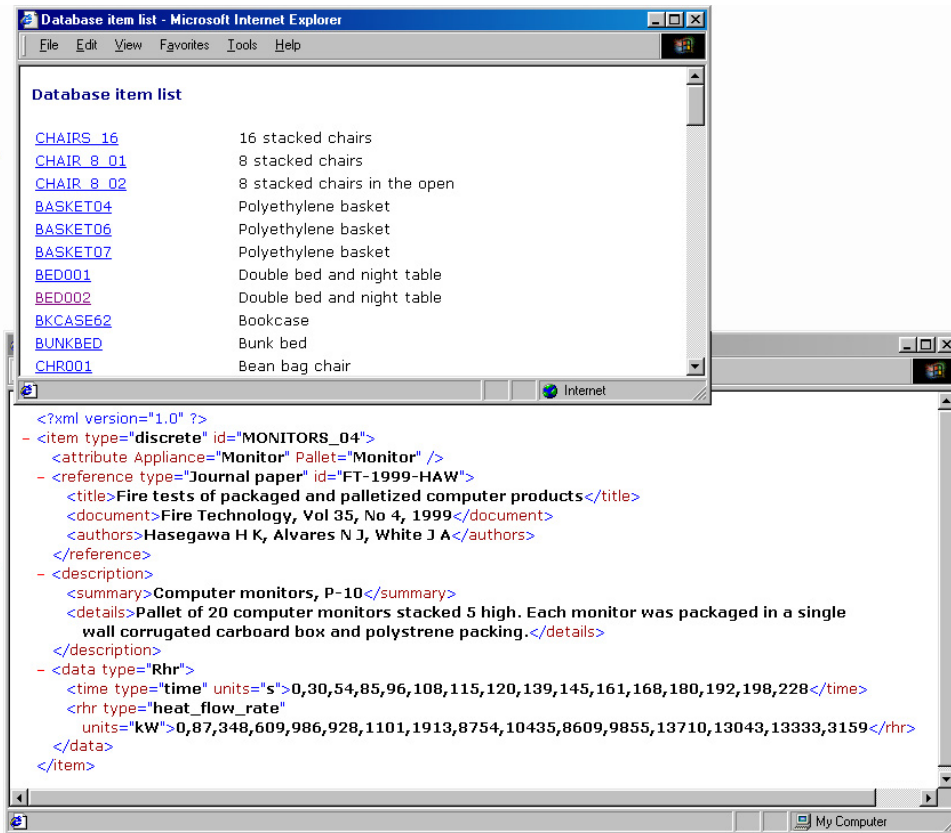 Database item list - Microsoft Internet Explorer
File Edit View Favorites Tools Help
Database item list
CHAIRS_16 16 stacked chairs
CHAIR_8_01 8 stacked chairs
CHAIR_8_02 8 stacked chairs in the open
BASKET04 Polyethylene basket
BASKET06 Polyethylene basket
BASKET07 Polyethylene basket
BED001 Double bed and night table
BED002 Double bed and night table
BKCASE62 Bookcase
BUNKBED Bunk bed
CHR001 Bean bag chair
Internet
<?xml version="1.0" ?>
- <item type="discrete" id="MONITORS_04">
<attribute Appliance="Monitor" Pallet="Monitor" />
- <reference type="Journal paper" id="FT-1999-HAW">
<title>Fire tests of packaged and palletized computer products</title>
<document>Fire Technology, Vol 35, No 4, 1999</document>
<authors>Hasegawa H K, Alvares N J, White J A</authors>
</reference>
- <description>
<summary>Computer monitors, P-10</summary>
<details>Pallet of 20 computer monitors stacked 5 high. Each monitor was packaged in a single
wall corrugated carboard box and polystrene packing.</details>
</description>
- <data type="Rhr">
<time type="time" units="s">0,30,54,85,96,108,115,120,139,145,161,168,180,192,198,228</time>
<rhr type="heat_flow_rate"
units="kW">0,87,348,609,986,928,1101,1913,8754,10435,8609,9855,13710,13043,13333,3159</rhr>
</data>
</item>
My Computer